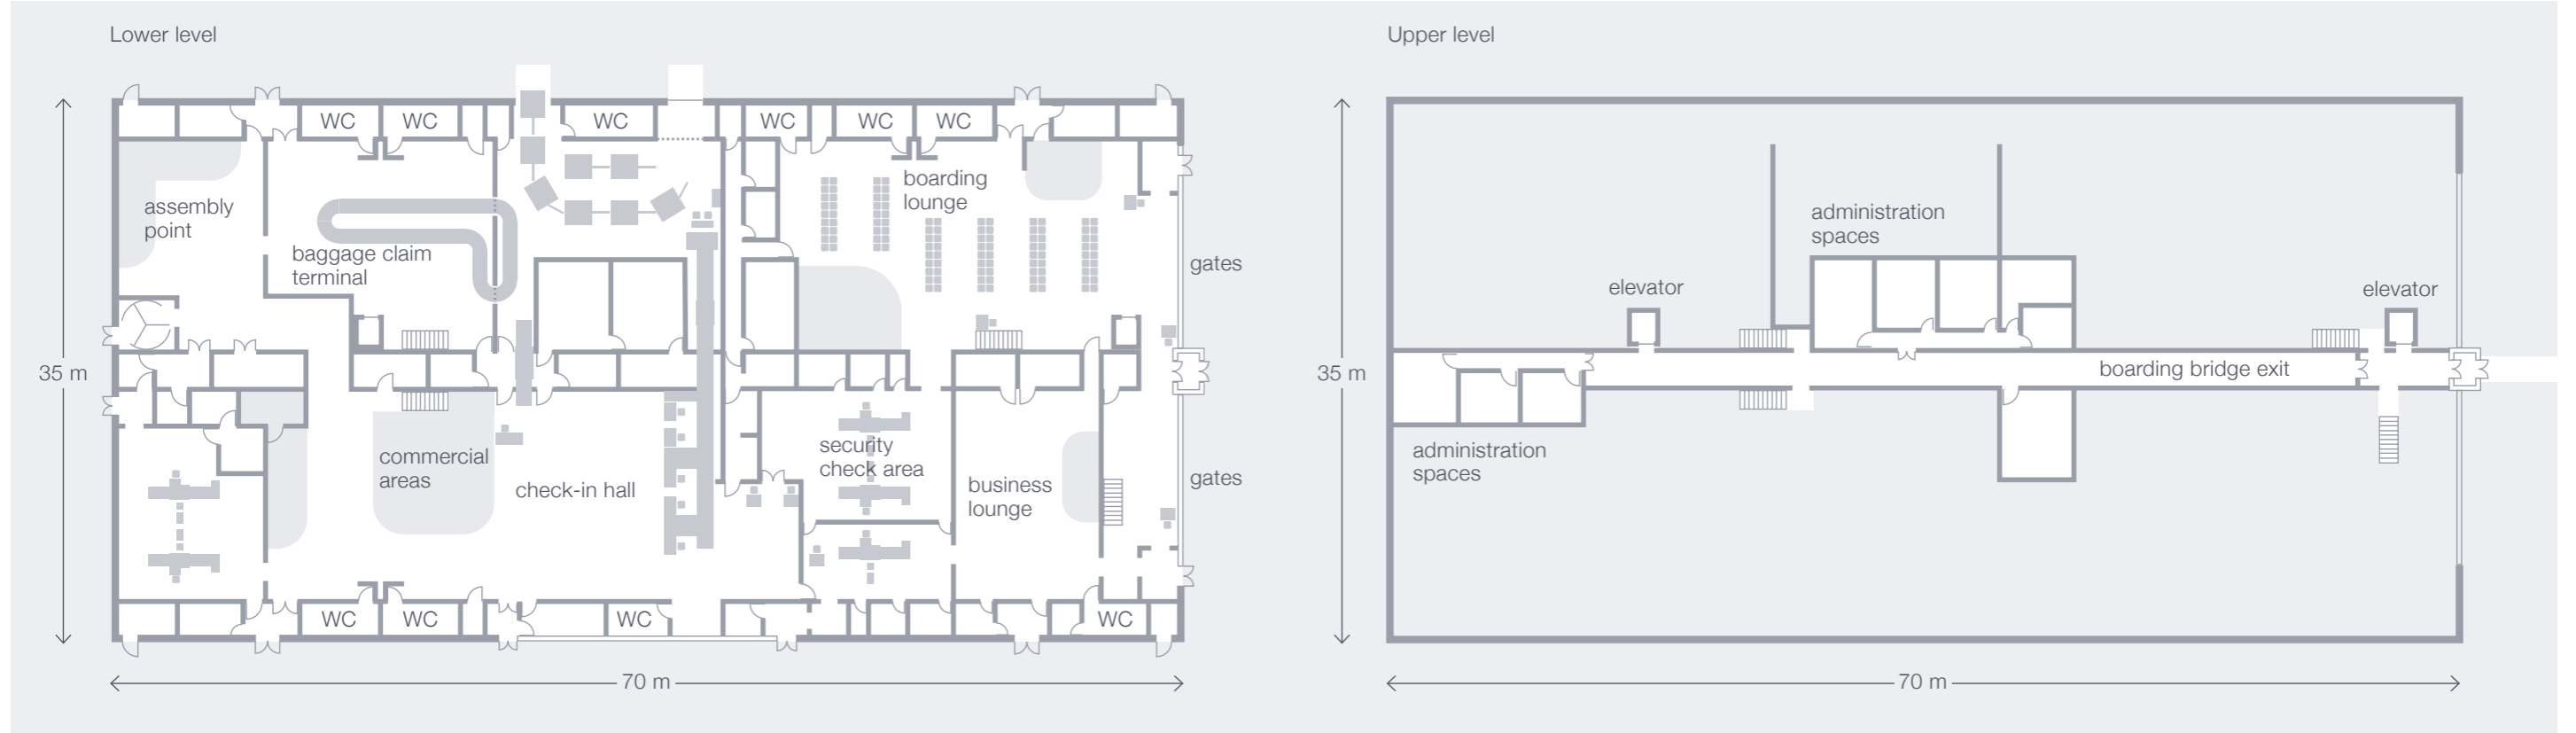 Lower level
Upper level
WC
WC
WC
WC
WC
WC
boarding
lounge
assembly
point
baggage claim
terminal
gates
35 m
security
check area
commercial
areas
check-in hall
business
lounge
gates
WC
WC
WC
WC
70 m
administration
spaces
elevator
elevator
35 m
boarding bridge exit
administration
spaces
70 m